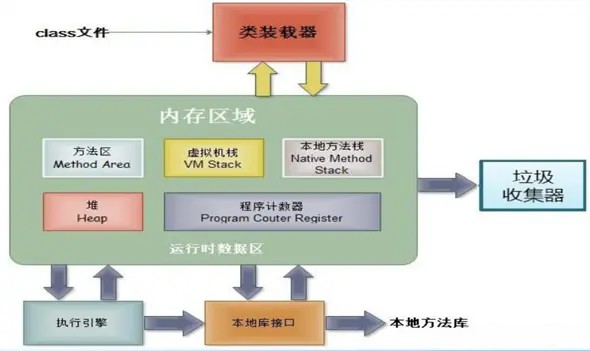 class文件
类装载器
内存区域
方法区
Method Area
虚拟机栈
VM Stack
本地方法栈
Native Method
Stack
堆
Heap
程序计数器
Program Couter Register
运行时数据区
垃圾
收集器
执行引擎
本地库接口
本地方法库